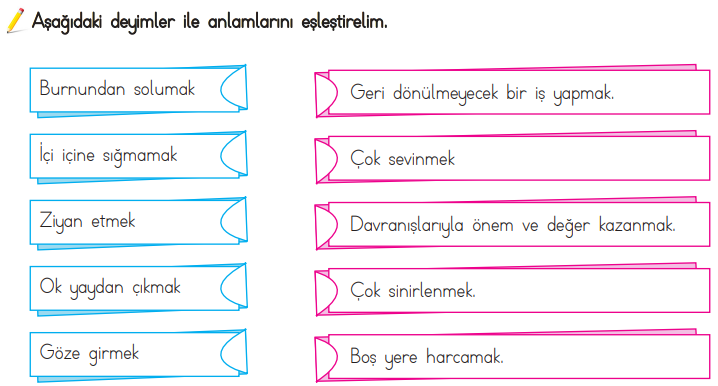 Aşağıdaki deyimler ile anlamlarını eşleştirelim.
Burnundan solumak
Geri dönülmeyecek bir iş yapmak.
İçi içine sığmamak
Çok sevinmek
Ziyan etmek
Davranışlarıyla önem ve değer kazanmak.
Ok yaydan çıkmak
Çok sinirlenmek.
Göze girmek
Boş yere harcamak.